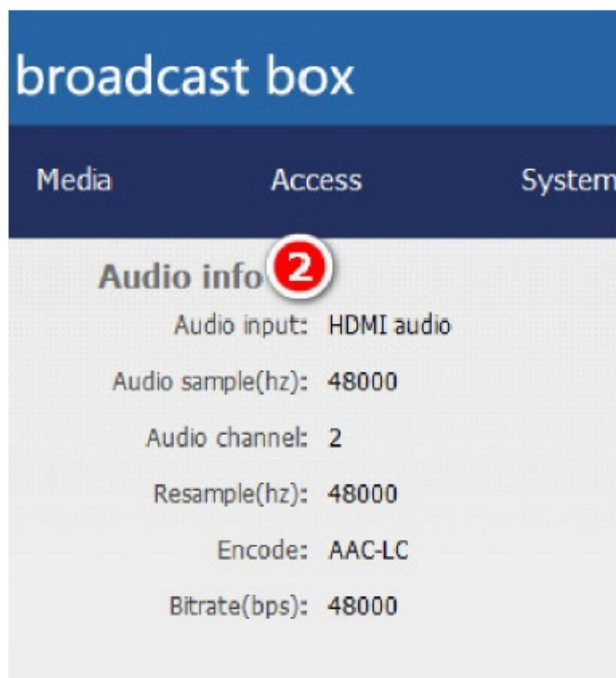 broadcast box
Media Access System
Audio info 2
Audio input: HDMI audio
Audio sample(hz): 48000
Audio channel: 2
Resample(hz): 48000
Encode: AAC-LC
Bitrate(bps): 48000